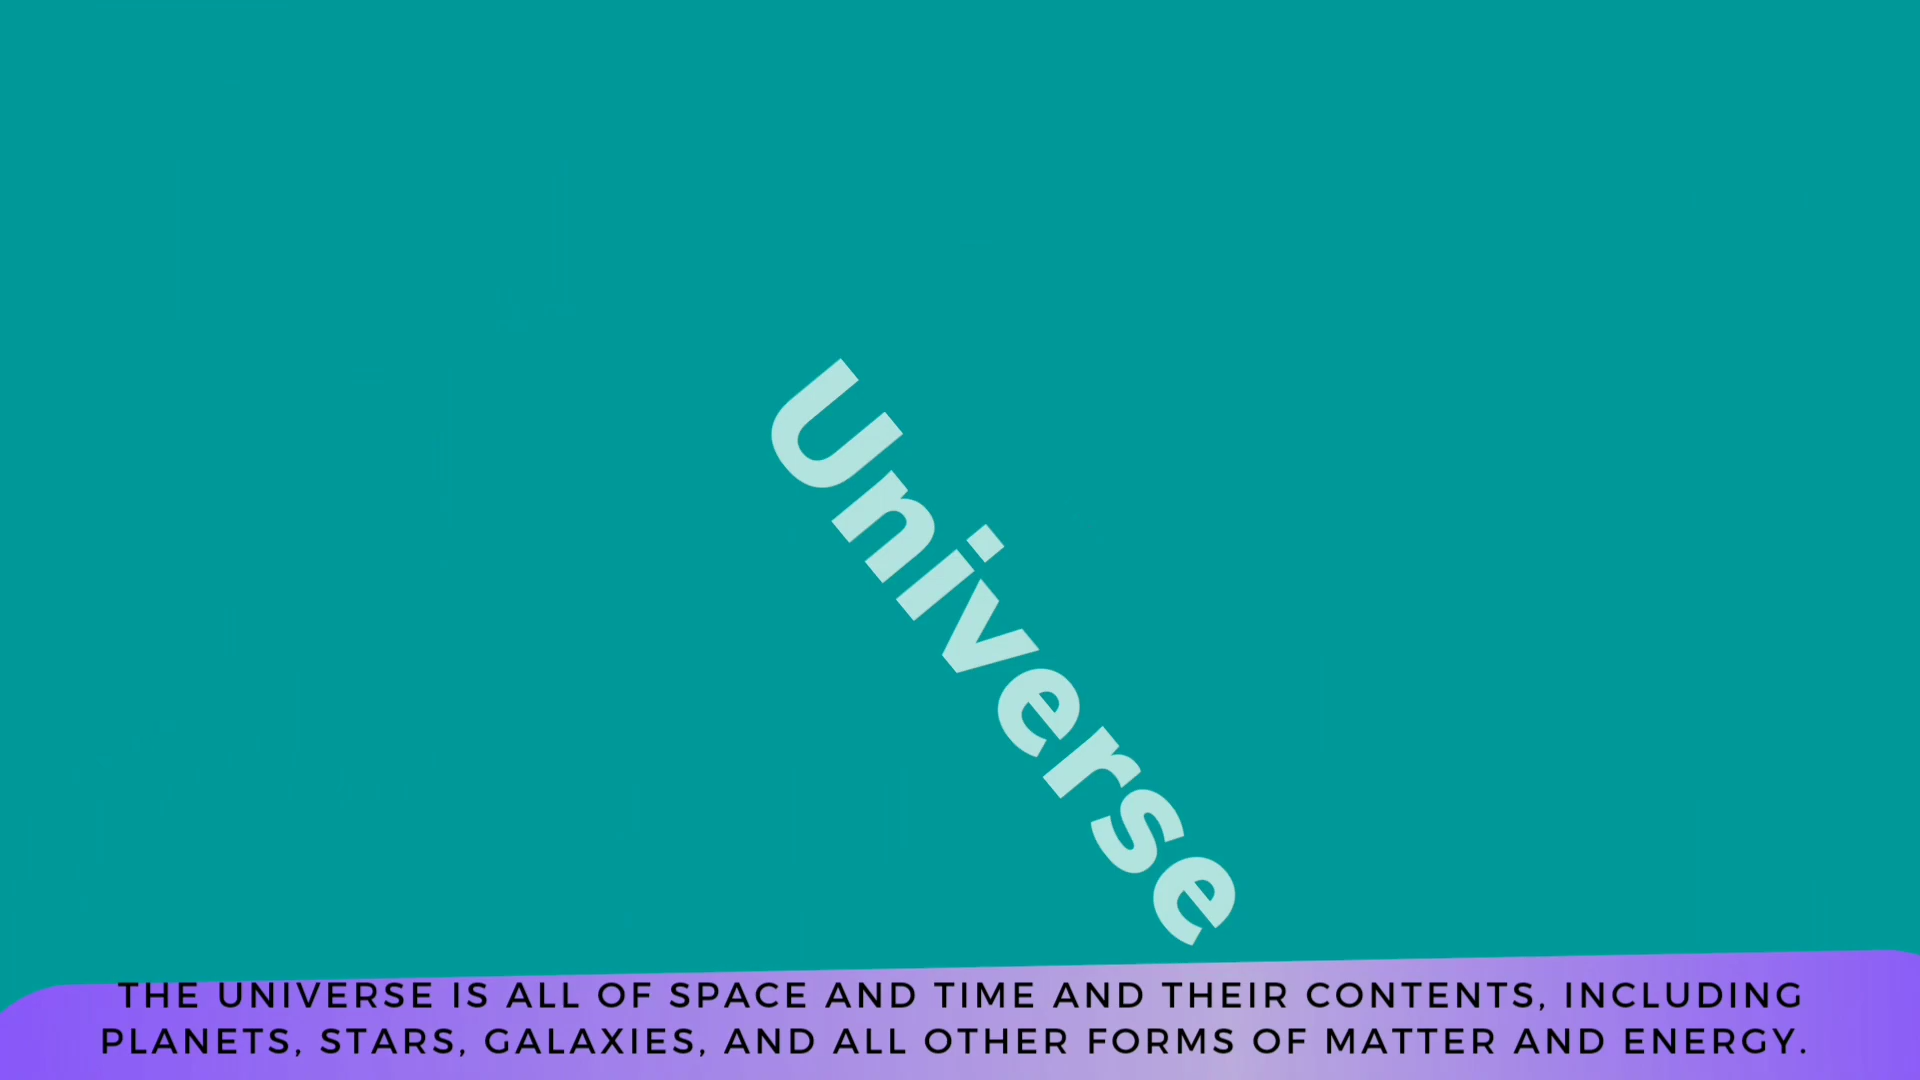 Universe
THE UNIVERSE IS ALL OF SPACE AND TIME AND THEIR CONTENTS, INCLUDING
PLANETS, STARS, GALAXIES, AND ALL OTHER FORMS OF MATTER AND ENERGY.